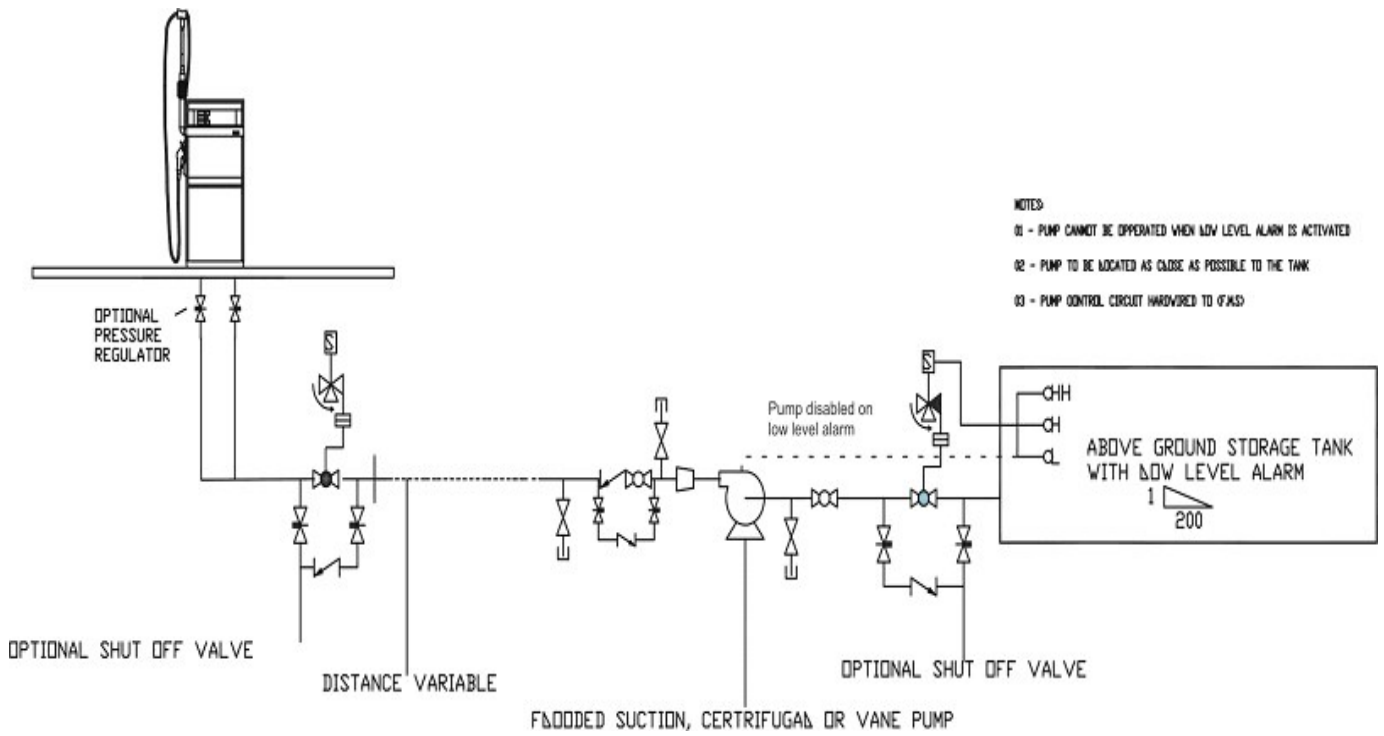 NOTES:
01 - PUMP CANNOT BE OPPERATED WHEN LOW LEVEL ALARM IS ACTIVATED
02 - PUMP TO BE LOCATED AS CLOSE AS POSSIBLE TO THE TANK
03 - PUMP CONTROL CIRCUIT HARDWIRED TO (F.M.S)
OPTIONAL
PRESSURE
REGULATOR
S
S
Pump disabled on
low level alarm
HH
H
L
ABOVE GROUND STORAGE TANK
WITH LOW LEVEL ALARM
1
200
OPTIONAL SHUT OFF VALVE
DISTANCE VARIABLE
OPTIONAL SHUT OFF VALVE
FLOODED SUCTION, CERTRIFUGAL OR VANE PUMP